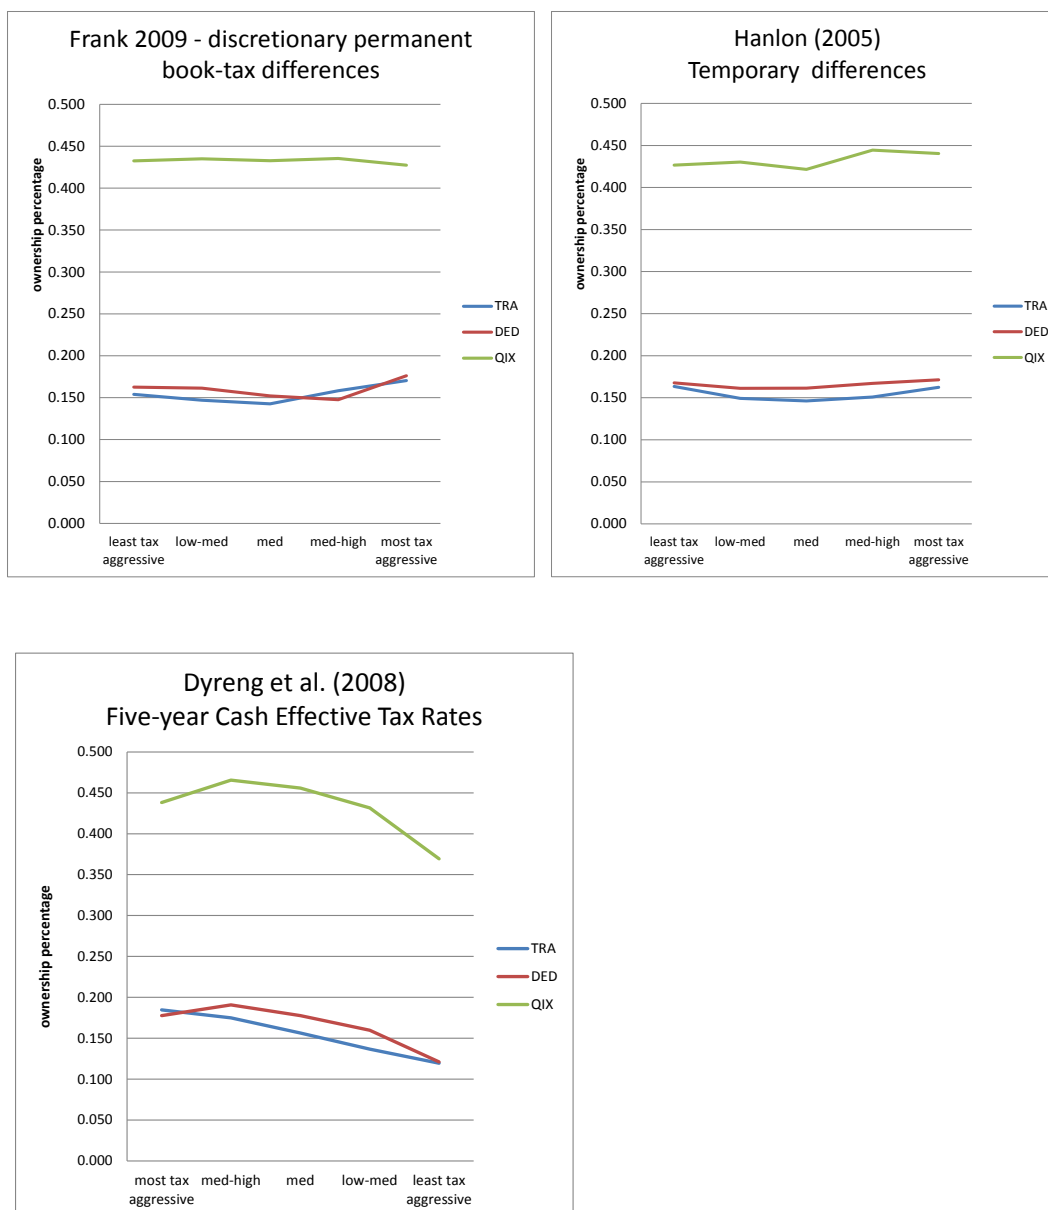 Frank 2009 - discretionary permanent
book-tax differences
0.500
0.450
0.400
0.350
0.300
0.250
0.200
0.150
0.100
0.050
0.000
ownership percentage
least tax aggressive
low-med
med
med-high
most tax aggressive
TRA
DED
QIX
Hanlon (2005)
Temporary differences
0.500
0.450
0.400
0.350
0.300
0.250
0.200
0.150
0.100
0.050
0.000
ownership percentage
least tax aggressive
low-med
med
med-high
most tax aggressive
TRA
DED
QIX
Dyreng et al. (2008)
Five-year Cash Effective Tax Rates
0.500
0.450
0.400
0.350
0.300
0.250
0.200
0.150
0.100
0.050
0.000
ownership percentage
most tax aggressive
med-high
med
low-med
least tax aggressive
TRA
DED
QIX